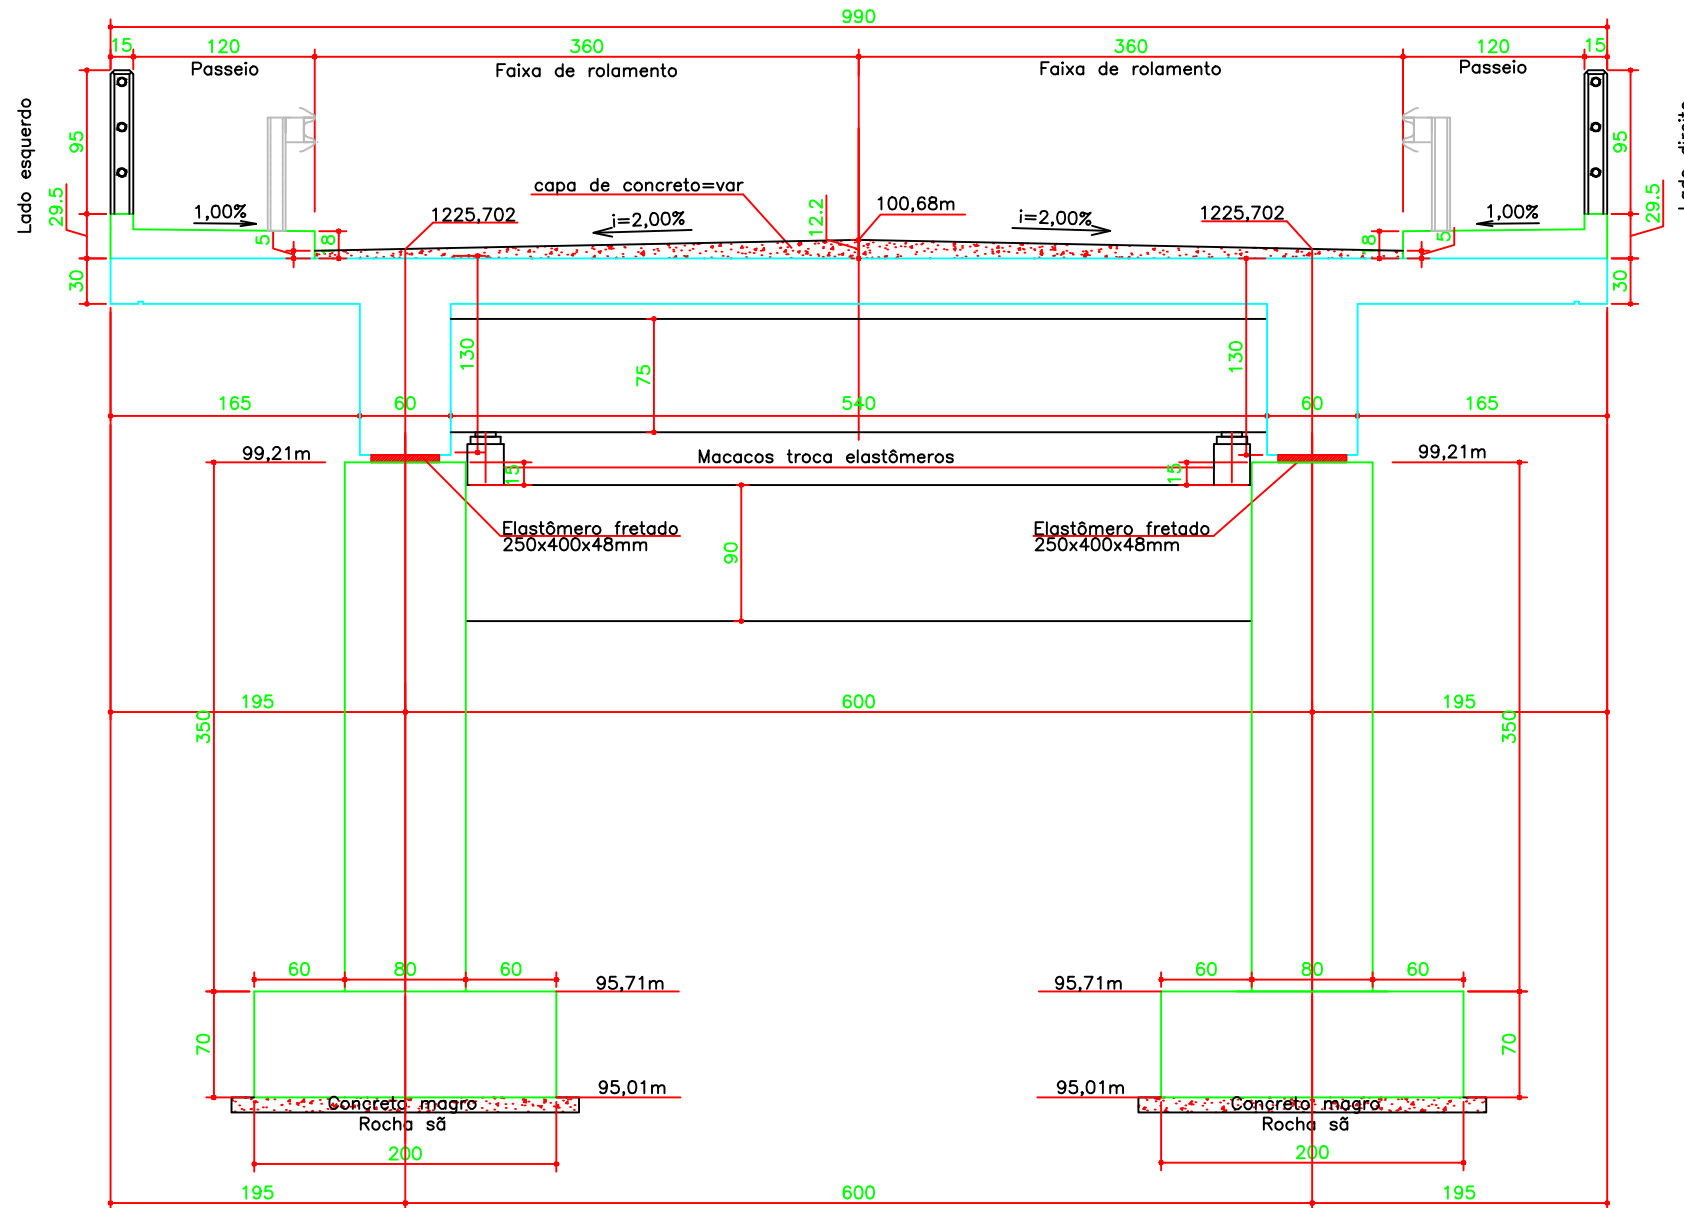 990
15 120 360 360 120 15
Passeio Faixa de rolamento Faixa de rolamento Passeio
Lado esquerdo
95
29.5
30
1,00%
5
8
1225,702
capa de concreto=var
i=2,00%
12.2
100,68m
i=2,00%
1225,702
1,00%
8
5
95
29.5
30
130
75
130
165 60 540 60 165
99,21m
Macacos troca elastômeros
99,21m
15
15
Elastômero fretado
250x400x48mm
90
Elastômero fretado
250x400x48mm
195 600 195
350
350
60 80 60
60 80 60
95,71m
95,71m
70
70
95,01m
95,01m
Concreto magro
Rocha sã
Concreto magro
Rocha sã
200
200
195 600 195